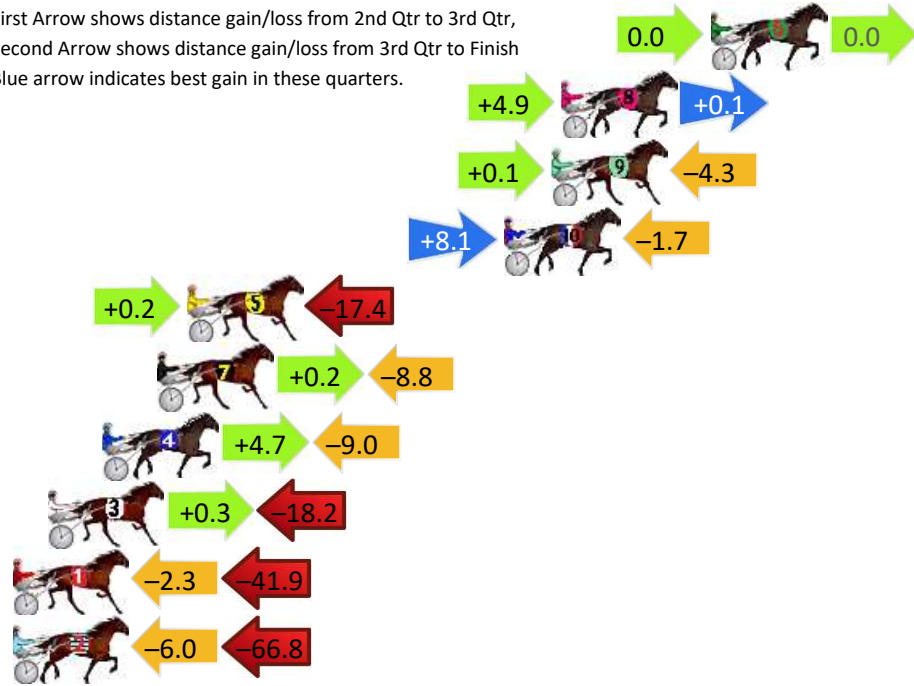 irst Arrow shows distance gain/loss from 2nd Qtr to 3rd Qtr,
econd Arrow shows distance gain/loss from 3rd Qtr to Finish
lue arrow indicates best gain in these quarters.
0.0 6 0.0
+4.9 8 +0.1
+0.1 9 –4.3
+8.1 10 –1.7
+0.2 5 –17.4
7 +0.2 –8.8
4 +4.7 –9.0
3 +0.3 –18.2
1 –2.3 –41.9
2 –6.0 –66.8